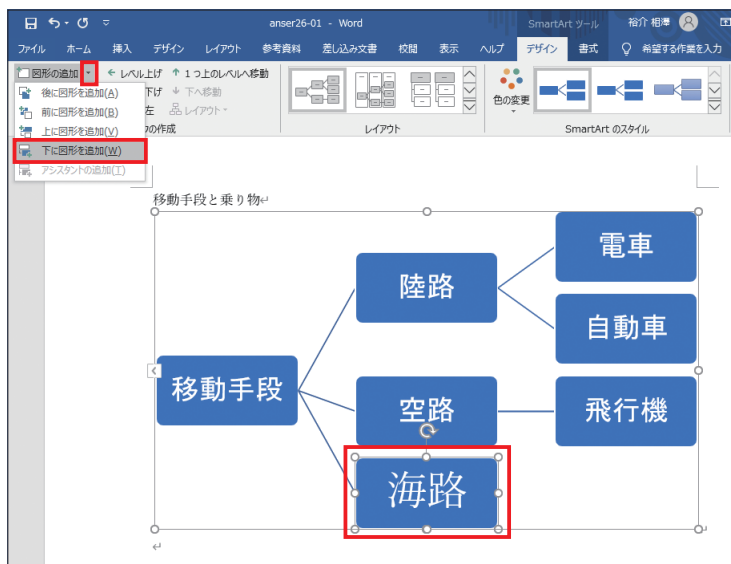 anser26-01 - Word
SmartArt ツール
裕介 相澤
ファイル ホーム 挿入 デザイン レイアウト 参考資料 差し込み文書 校閲 表示 ヘルプ デザイン 書式 希望する作業を入力
図形の追加 レベル上げ 1つ上のレベルへ移動
後に図形を追加(A) 下げ 下へ移動
前に図形を追加(B) 左 品レイアウト
上に図形を追加(V) の作成
下に図形を追加(W)
アシスタントの追加(T)
レイアウト
色の変更
SmartArt のスタイル
移動手段と乗り物
電車
陸路
自動車
移動手段
空路
飛行機
海路